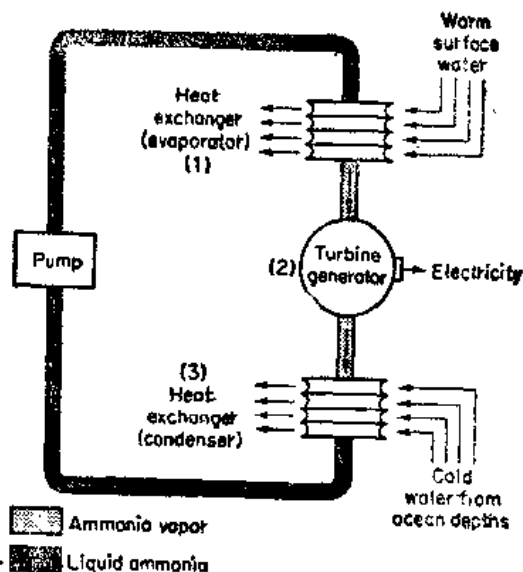 Warm
surface
water
Heat
exchanger
(evaporator)
(1)
Pump
(2)
Turbine
generator
Electricity
(3)
Heat
exchanger
(condenser)
Cold
water from
ocean depths
Ammonia vapor
Liquid ammonia